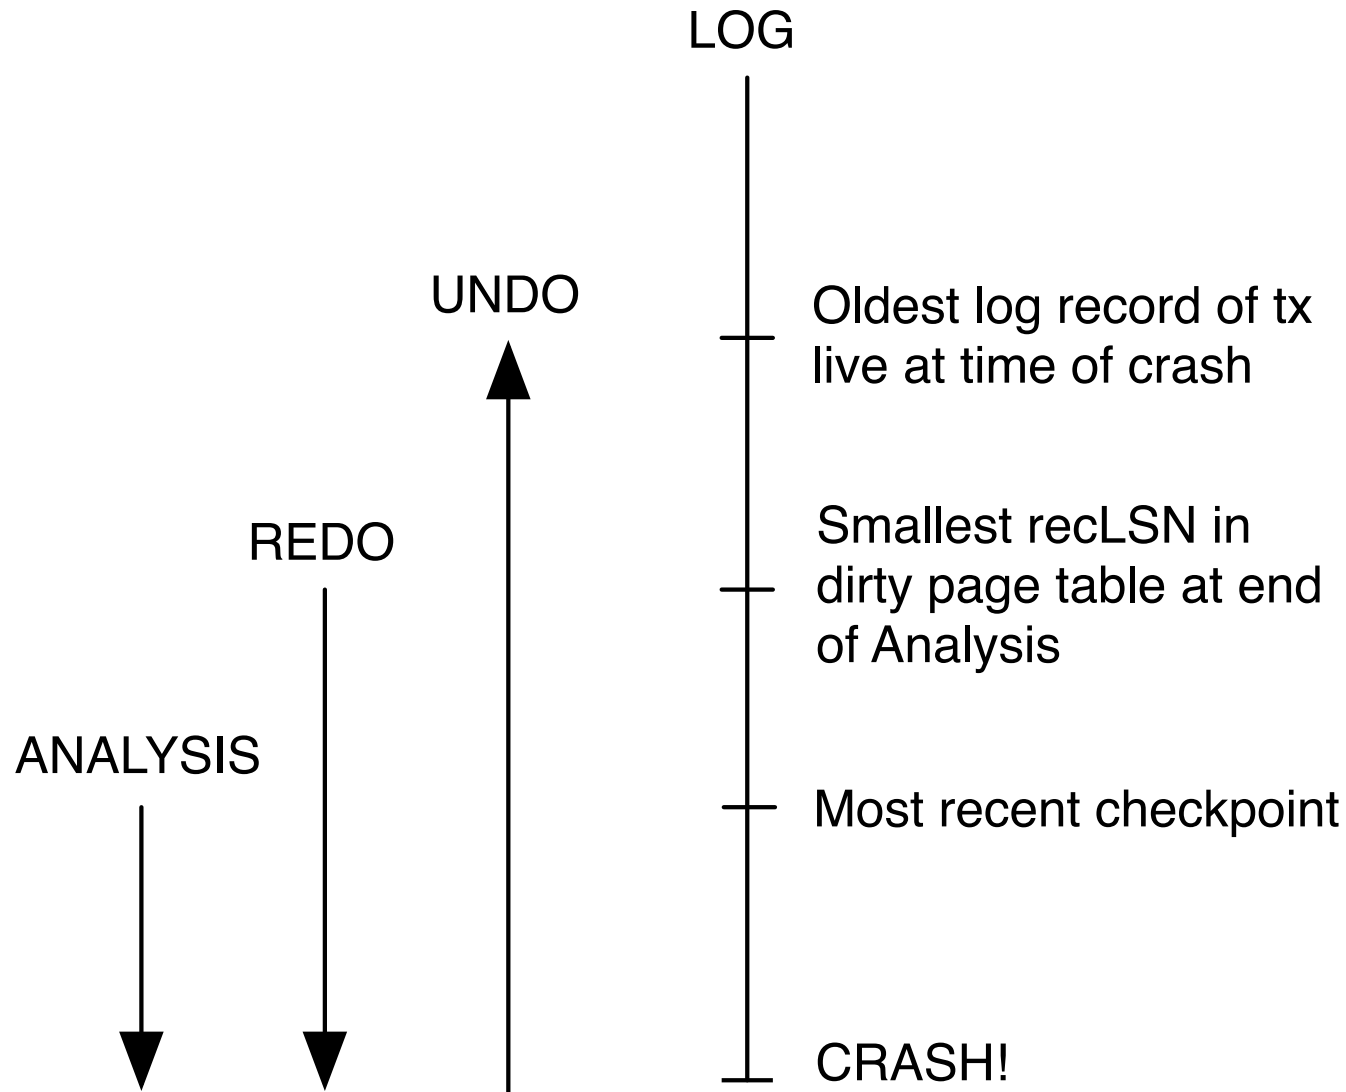 LOG
UNDO
Oldest log record of tx
live at time of crash
REDO
Smallest recLSN in
dirty page table at end
of Analysis
ANALYSIS
Most recent checkpoint
CRASH!